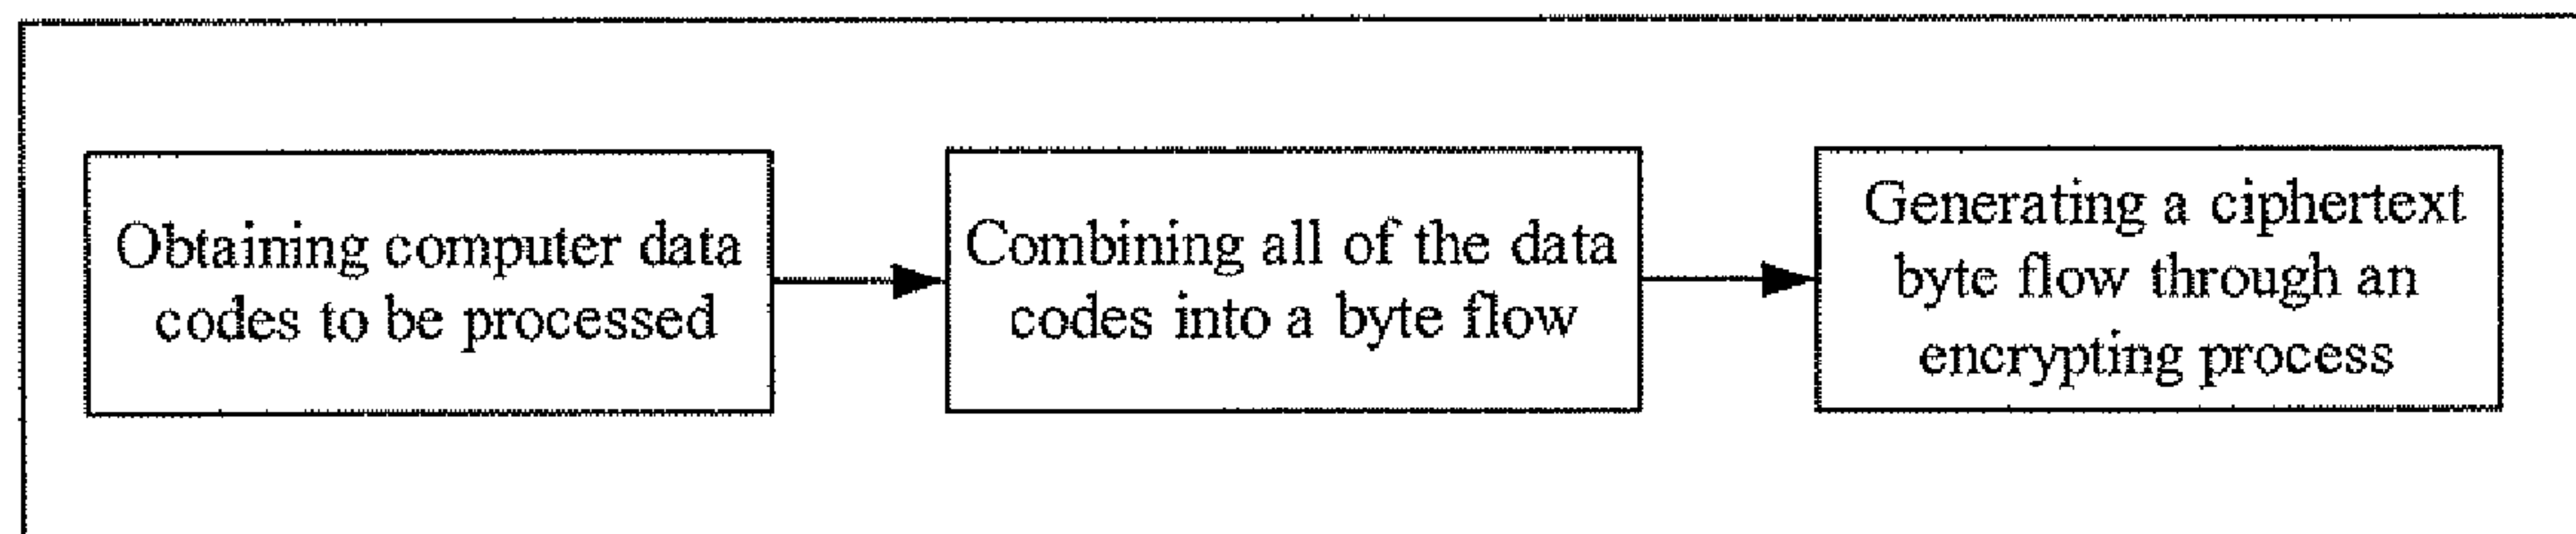 Obtaining computer data
codes to be processed
Combining all of the data
codes into a byte flow
Generating a ciphertext
byte flow through an
encrypting process